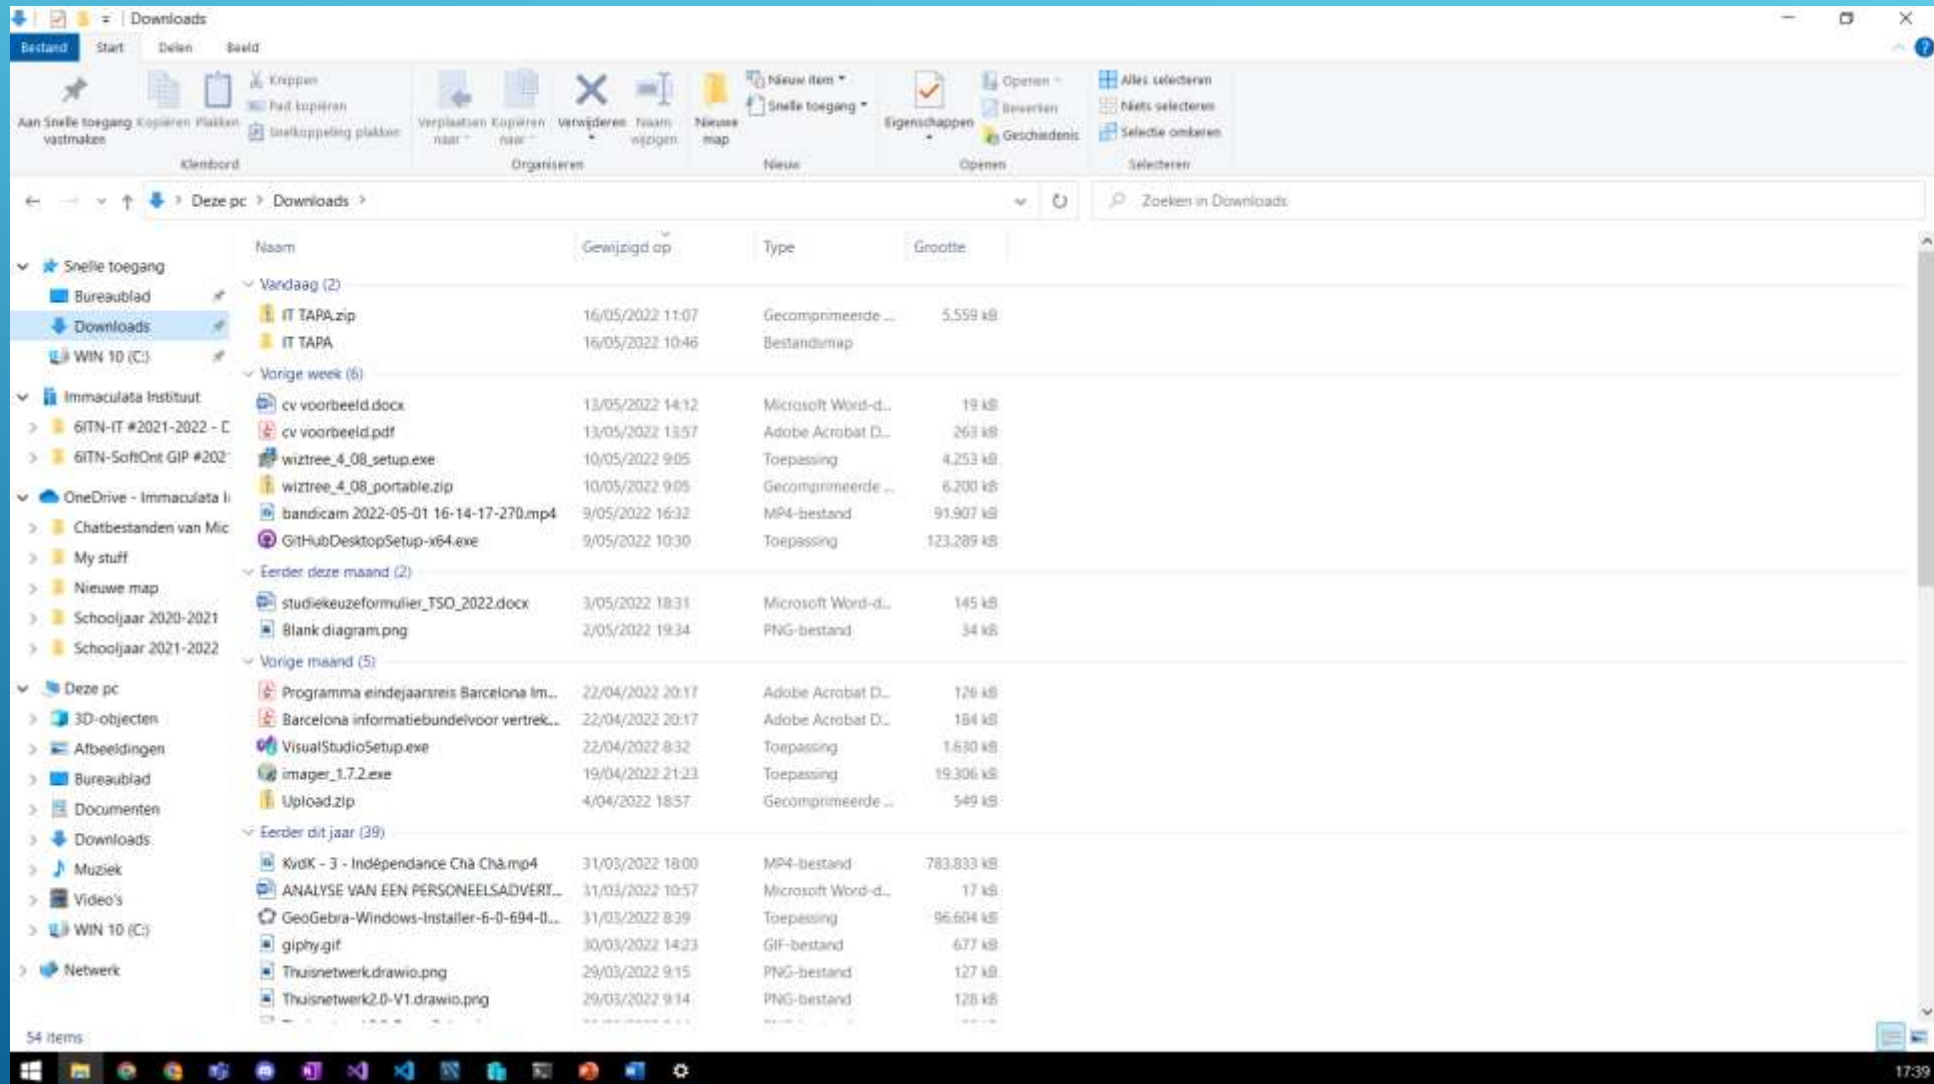 Downloads
Bestand Start Delen Beeld
Aan Snelle toegang vastmaken
Kopiëren
Plakken
Knippen
Pad kopiëren
Snelkoppeling plakken
Klembord
Verplaatsen naar
Kopiëren naar
Verwijderen
Naam wijzigen
Organiseren
Nieuwe map
Nieuw item
Snelle toegang
Nieuw
Eigenschappen
Openen
Bewerken
Geschiedenis
Openen
Alles selecteren
Niets selecteren
Selectie omkeren
Selecteren
Deze pc > Downloads >
Zoeken in Downloads
Snelle toegang
Bureaublad
Downloads
WIN 10 (C:)
Immaculata Instituut
6ITN-IT #2021-2022 - D
6ITN-SoftOnt GIP #202
OneDrive - Immaculata I
Chatbestanden van Mic
My stuff
Nieuwe map
Schooljaar 2020-2021
Schooljaar 2021-2022
Deze pc
3D-objecten
Afbeeldingen
Bureaublad
Documenten
Downloads
Muziek
Video's
WIN 10 (C:)
Netwerk
Naam Gewijzigd op Type Grootte
Vandaag (2)
IT TAPA.zip 16/05/2022 11:07 Gecomprimeerde ... 5.559 kB
IT TAPA 16/05/2022 10:46 Bestandsmap
Vorige week (6)
cv voorbeeld.docx 13/05/2022 14:12 Microsoft Word-d... 19 kB
cv voorbeeld.pdf 13/05/2022 13:57 Adobe Acrobat D... 263 kB
wiztree_4_08_setup.exe 10/05/2022 9:05 Toepassing 4.253 kB
wiztree_4_08_portable.zip 10/05/2022 9:05 Gecomprimeerde ... 6.200 kB
bandicam 2022-05-01 16-14-17-270.mp4 9/05/2022 16:32 MP4-bestand 91.907 kB
GitHubDesktopSetup-x64.exe 9/05/2022 10:30 Toepassing 123.289 kB
Eerder deze maand (2)
studiekeuzeformulier_TSO_2022.docx 3/05/2022 18:31 Microsoft Word-d... 145 kB
Blank diagram.png 2/05/2022 19:34 PNG-bestand 34 kB
Vorige maand (5)
Programma eindejaarsreis Barcelona Im... 22/04/2022 20:17 Adobe Acrobat D... 126 kB
Barcelona informatiebundelvoor vertrek... 22/04/2022 20:17 Adobe Acrobat D... 184 kB
VisualStudioSetup.exe 22/04/2022 8:32 Toepassing 1.630 kB
imager_1.7.2.exe 19/04/2022 21:23 Toepassing 19.306 kB
Upload.zip 4/04/2022 18:57 Gecomprimeerde ... 549 kB
Eerder dit jaar (39)
KvdK - 3 - Indépendance Cha Cha.mp4 31/03/2022 18:00 MP4-bestand 783.833 kB
ANALYSE VAN EEN PERSONEELSADVERT... 31/03/2022 10:57 Microsoft Word-d... 17 kB
GeoGebra-Windows-Installer-6-0-694-0... 31/03/2022 8:39 Toepassing 96.604 kB
giphy.gif 30/03/2022 14:23 GIF-bestand 677 kB
Thuisnetwerk.drawio.png 29/03/2022 9:15 PNG-bestand 127 kB
Thuisnetwerk2.0-V1.drawio.png 29/03/2022 9:14 PNG-bestand 128 kB
54 items
17:39